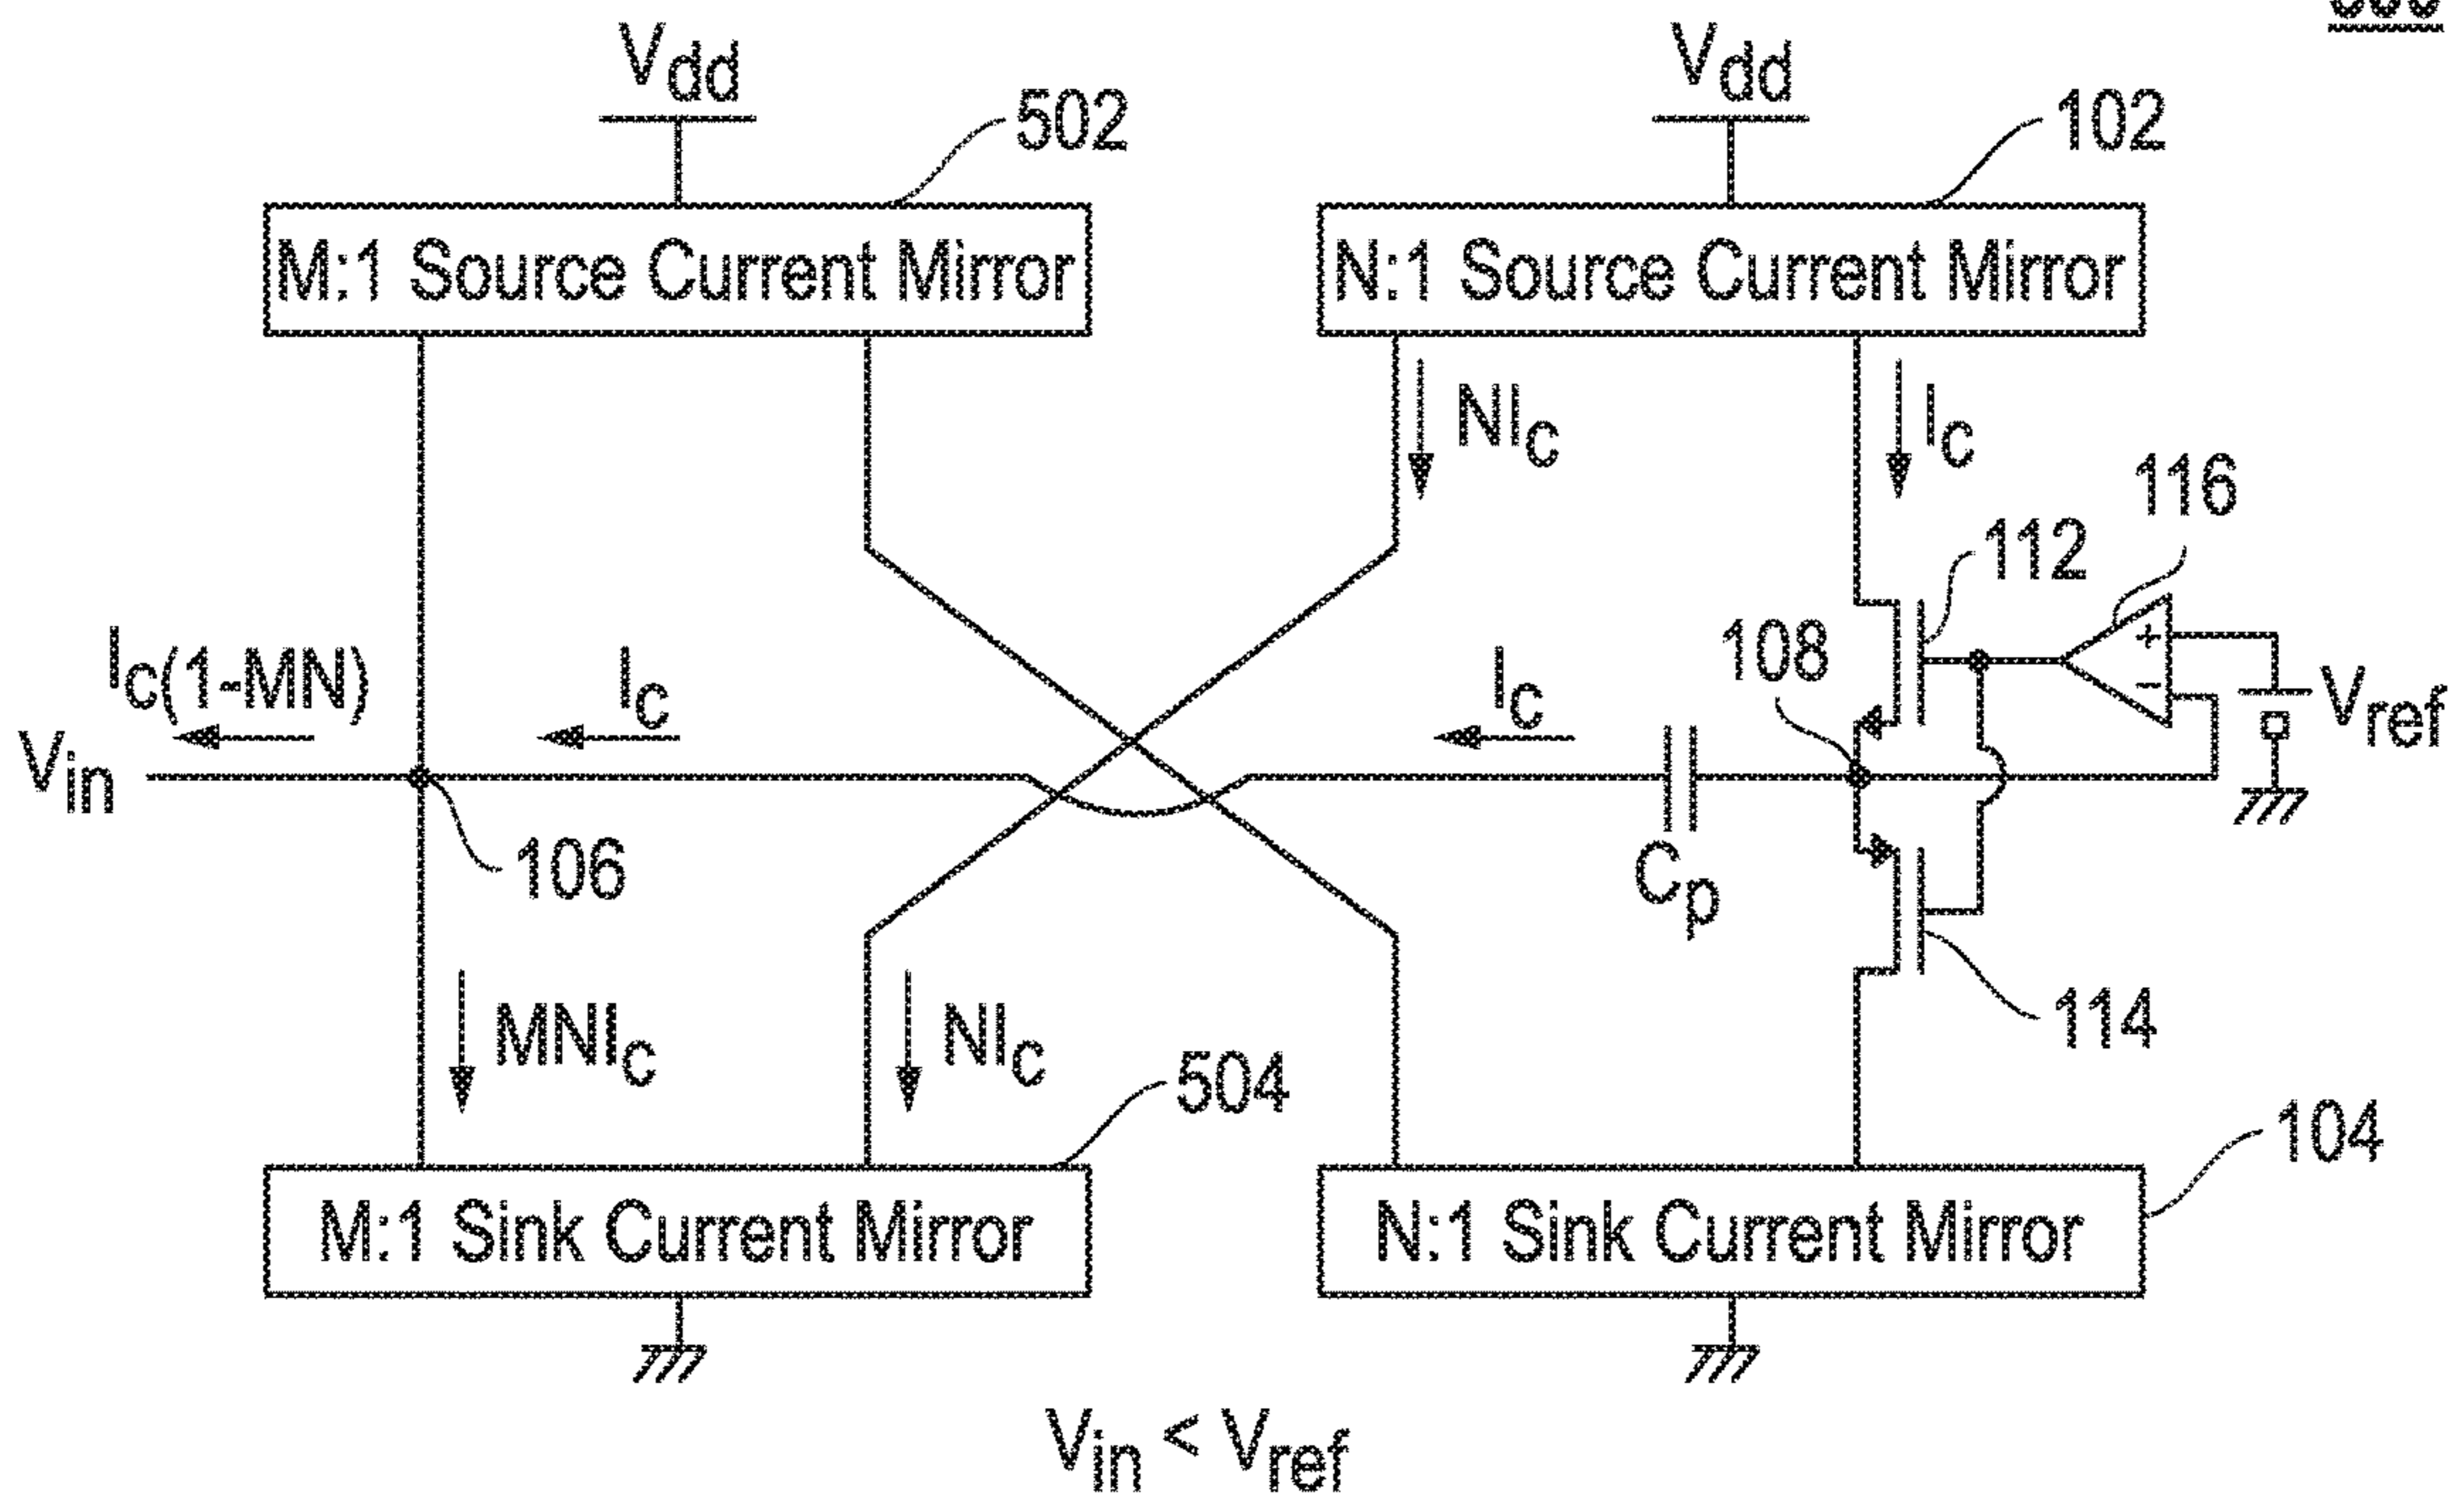 Vdd
Vdd
502
102
M:1 Source Current Mirror
N:1 Source Current Mirror
NIC
IC
116
112
108
IC(1-MN)
IC
IC
+
-
Vref
Vin
106
Cp
114
MNIC
NIC
504
104
M:1 Sink Current Mirror
N:1 Sink Current Mirror
Vin < Vref